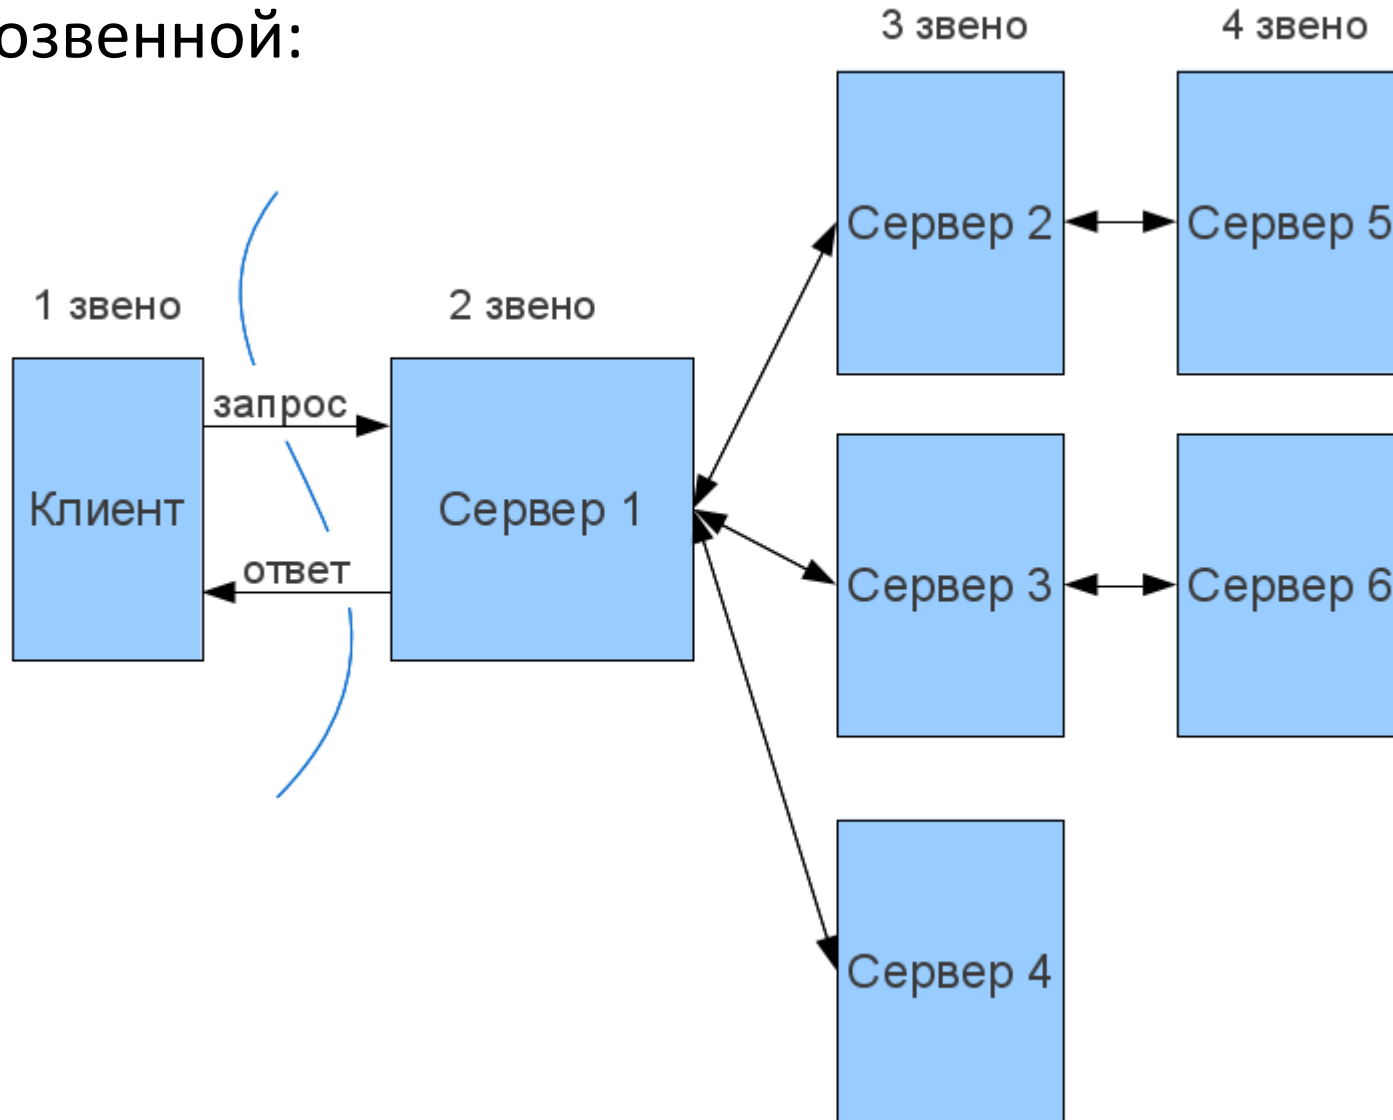 озвенной:
3 звено
4 звено
Сервер 2
Сервер 5
1 звено
2 звено
запрос
Клиент
Сервер 1
ответ
Сервер 3
Сервер 6
Сервер 4